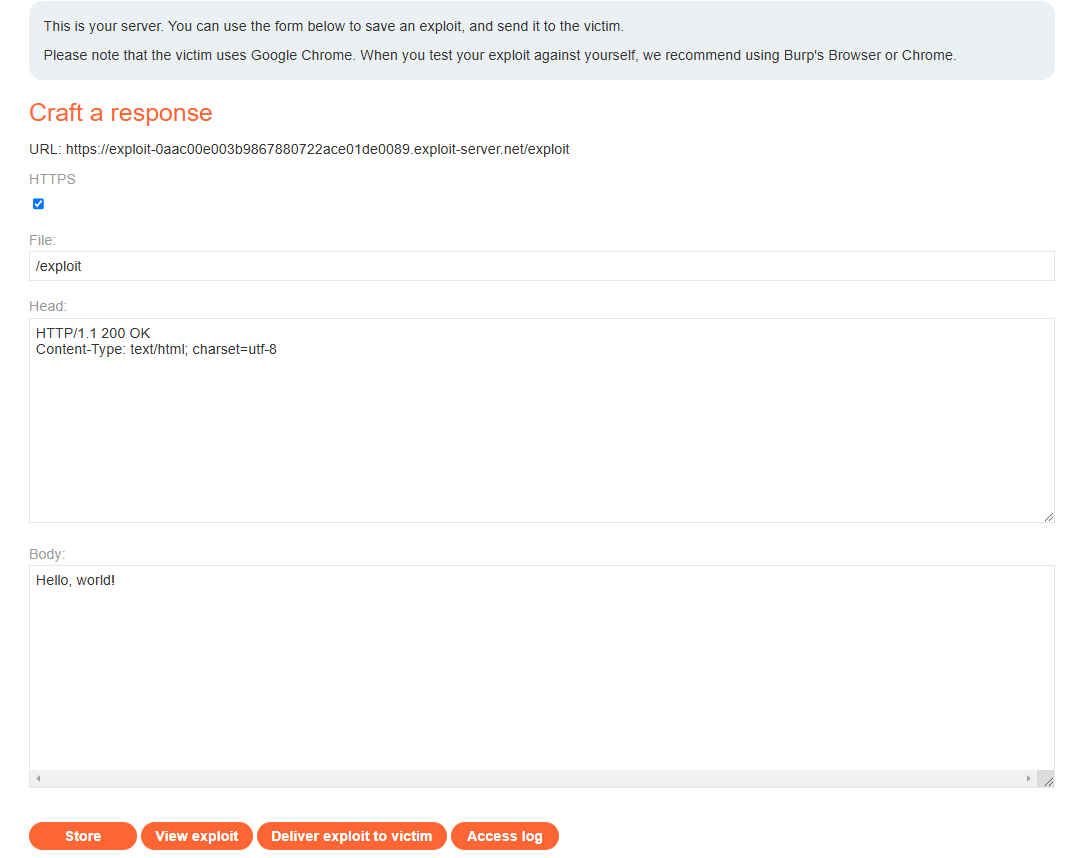 This is your server. You can use the form below to save an exploit, and send it to the victim.
Please note that the victim uses Google Chrome. When you test your exploit against yourself, we recommend using Burp's Browser or Chrome.
Craft a response
URL: https://exploit-0aac00e003b9867880722ace01de0089.exploit-server.net/exploit
HTTPS
File:
/exploit
Head:
HTTP/1.1 200 OK
Content-Type: text/html; charset=utf-8
Body:
Hello, world!
Store View exploit Deliver exploit to victim Access log